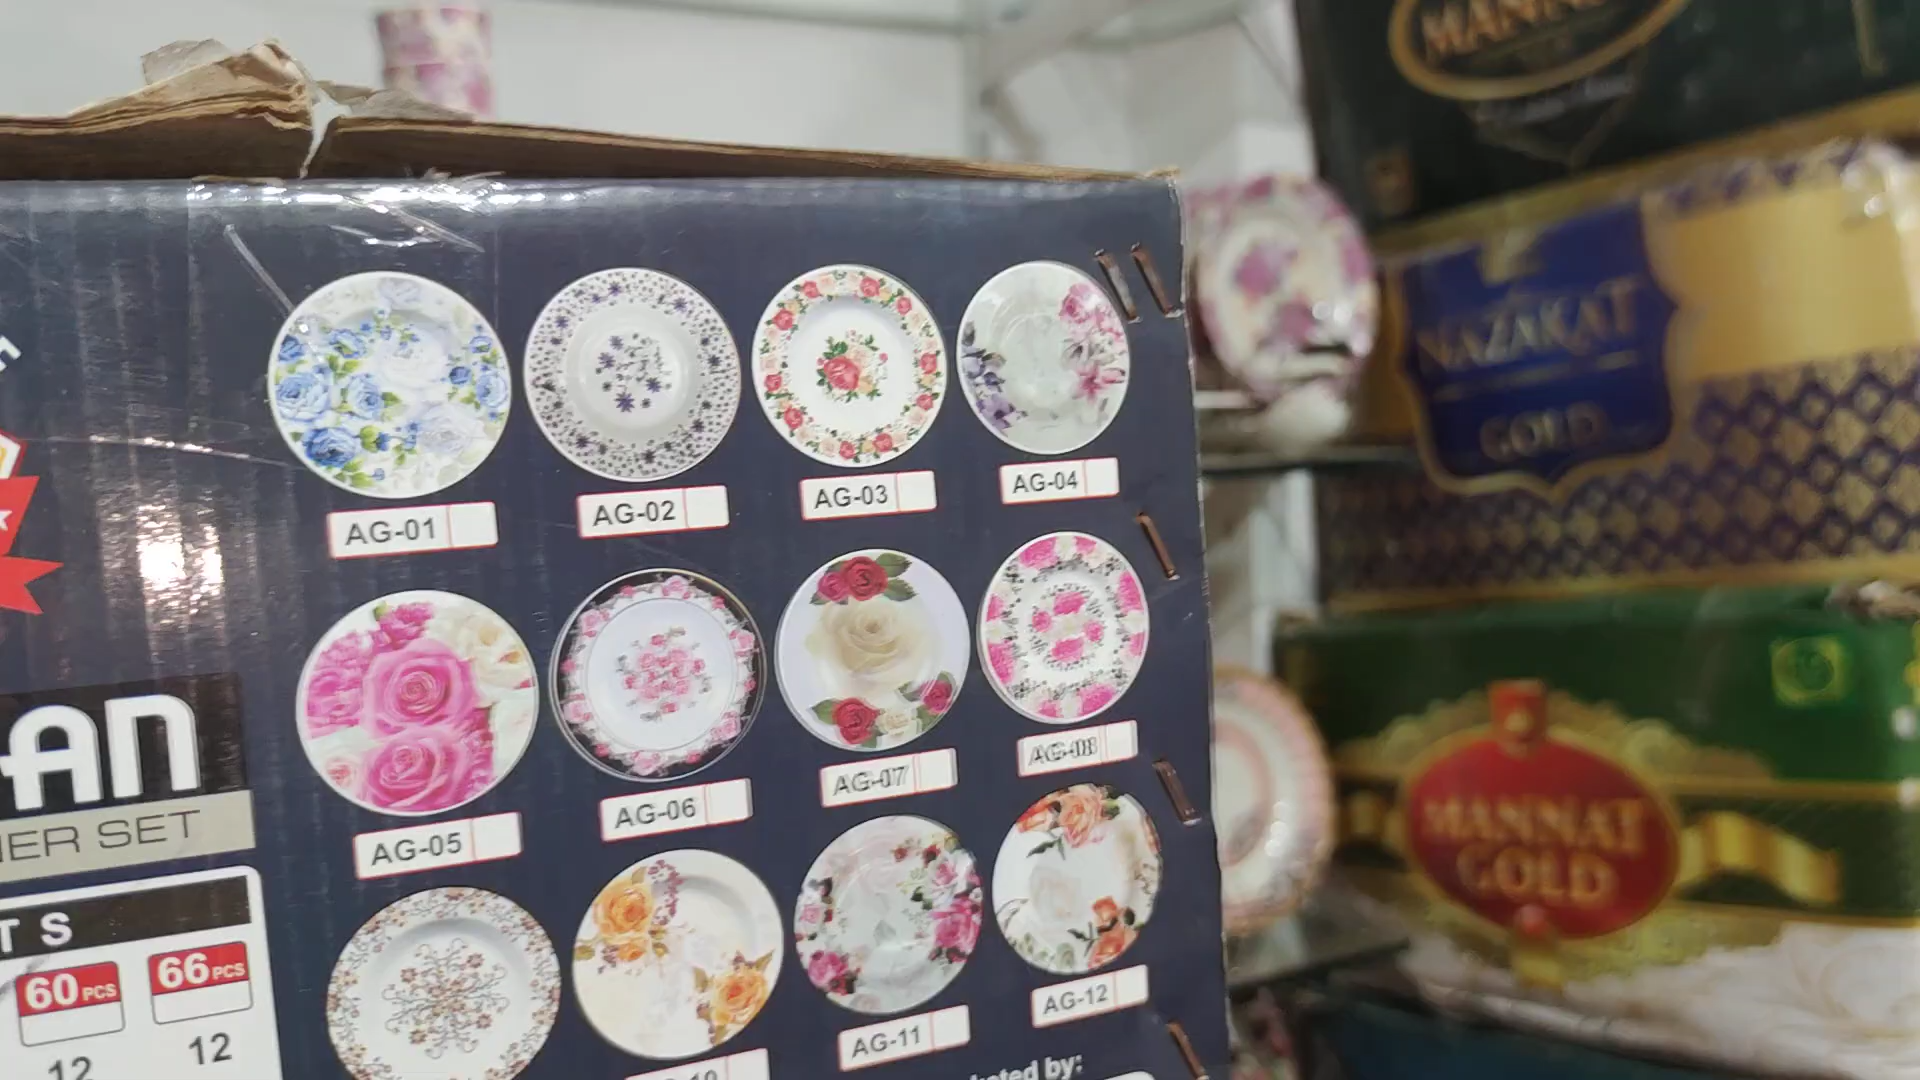 AG-01
AG-02
AG-03
AG-04
AG-05
AG-06
AG-07
AG-08
AG-11
AG-12
AN
NER SET
T S
60 PCS
66 PCS
12
12
NAZAKAT
GOLD
MANNAT
GOLD